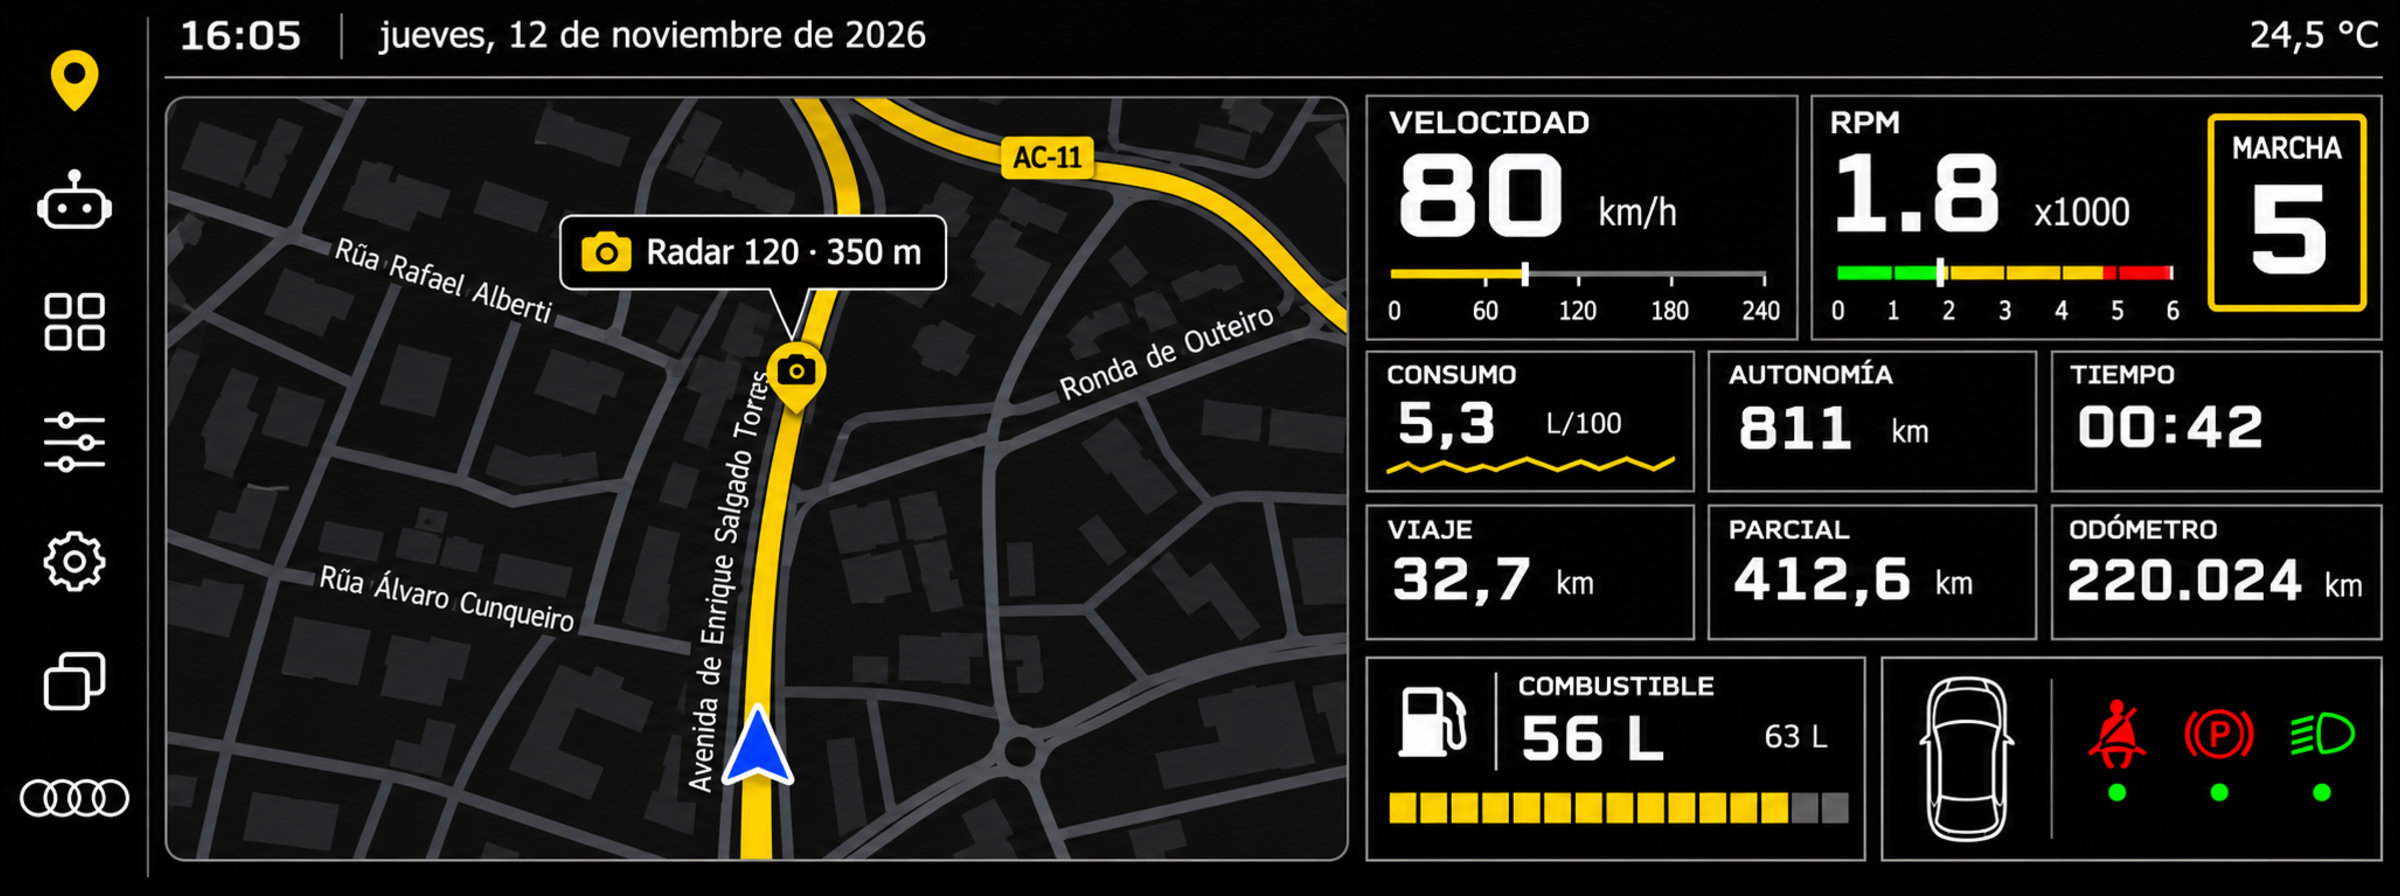 16:05
jueves, 12 de noviembre de 2026
24,5 °C
AC-11
Radar 120 · 350 m
Rũa Rafael Alberti
Ronda de Outeiro
Avenida de Enrique Salgado Torres
Rũa Álvaro Cunqueiro
VELOCIDAD
80 km/h
0 60 120 180 240
RPM
1.8 x1000
0 1 2 3 4 5 6
MARCHA
5
CONSUMO
5,3 L/100
AUTONOMÍA
811 km
TIEMPO
00:42
VIAJE
32,7 km
PARCIAL
412,6 km
ODÓMETRO
220.024 km
COMBUSTIBLE
56 L 63 L
P